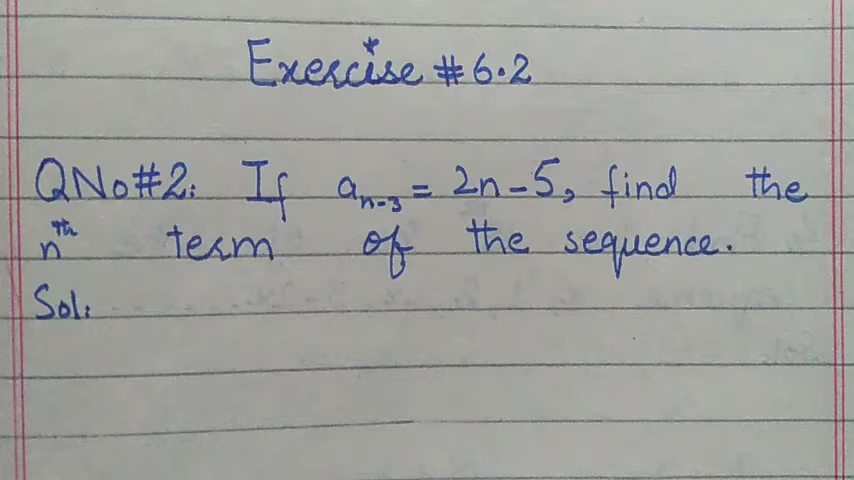 Exercise #6.2
QNo#2: If aₙ₋₃ = 2n-5, find the
nᵗʰ term of the sequence.
Sol: